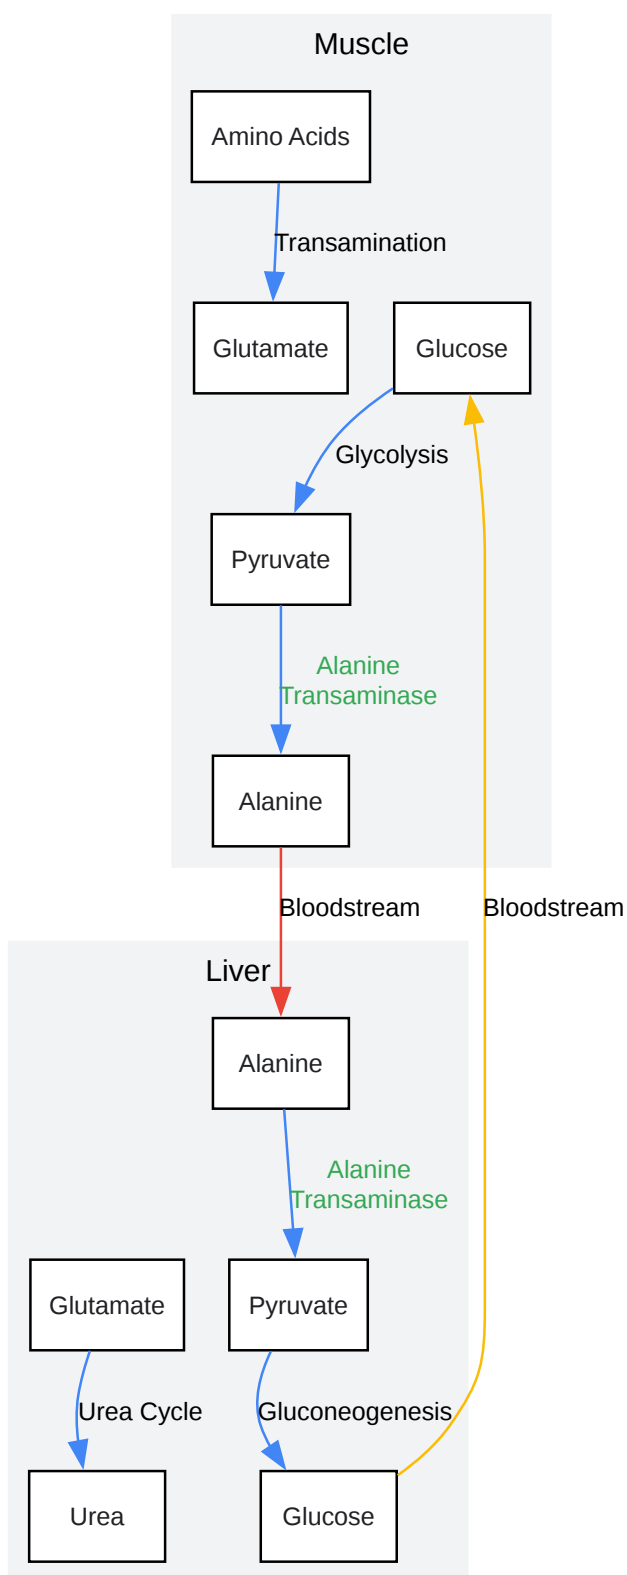 Muscle
Amino Acids
Transamination
Glutamate
Glucose
Glycolysis
Pyruvate
Alanine
Transaminase
Alanine
Bloodstream
Bloodstream
Liver
Alanine
Alanine
Transaminase
Glutamate
Pyruvate
Urea Cycle
Gluconeogenesis
Urea
Glucose